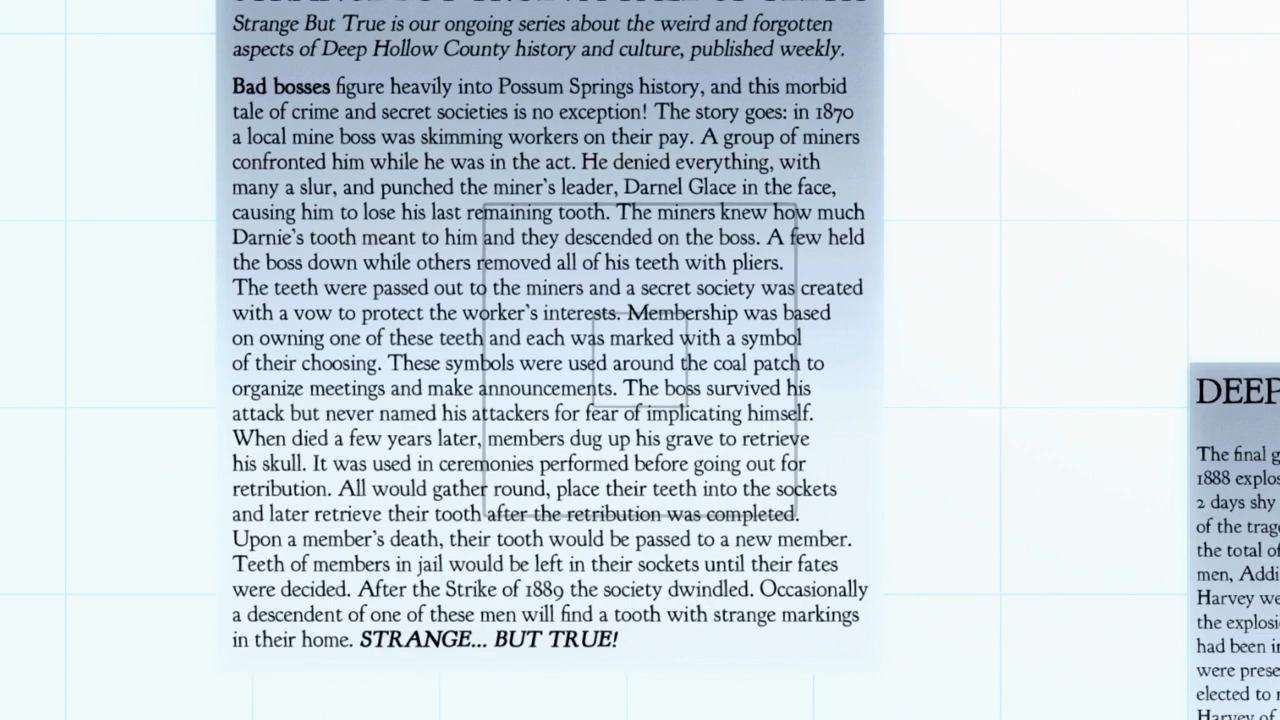 Strange But True is our ongoing series about the weird and forgotten
aspects of Deep Hollow County history and culture, published weekly.
Bad bosses figure heavily into Possum Springs history, and this morbid
tale of crime and secret societies is no exception! The story goes: in 1870
a local mine boss was skimming workers on their pay. A group of miners
confronted him while he was in the act. He denied everything, with
many a slur, and punched the miner's leader, Darnel Glace in the face,
causing him to lose his last remaining tooth. The miners knew how much
Darnie's tooth meant to him and they descended on the boss. A few held
the boss down while others removed all of his teeth with pliers.
The teeth were passed out to the miners and a secret society was created
with a vow to protect the worker's interests. Membership was based
on owning one of these teeth and each was marked with a symbol
of their choosing. These symbols were used around the coal patch to
organize meetings and make announcements. The boss survived his
attack but never named his attackers for fear of implicating himself.
When died a few years later, members dug up his grave to retrieve
his skull. It was used in ceremonies performed before going out for
retribution. All would gather round, place their teeth into the sockets
and later retrieve their tooth after the retribution was completed.
Upon a member's death, their tooth would be passed to a new member.
Teeth of members in jail would be left in their sockets until their fates
were decided. After the Strike of 1889 the society dwindled. Occasionally
a descendent of one of these men will find a tooth with strange markings
in their home. STRANGE... BUT TRUE!
DEEP
The final g
1888 explos
2 days shy
of the trag
the total of
men, Addi
Harvey we
the explosi
had been in
were prese
elected to
Harvey of